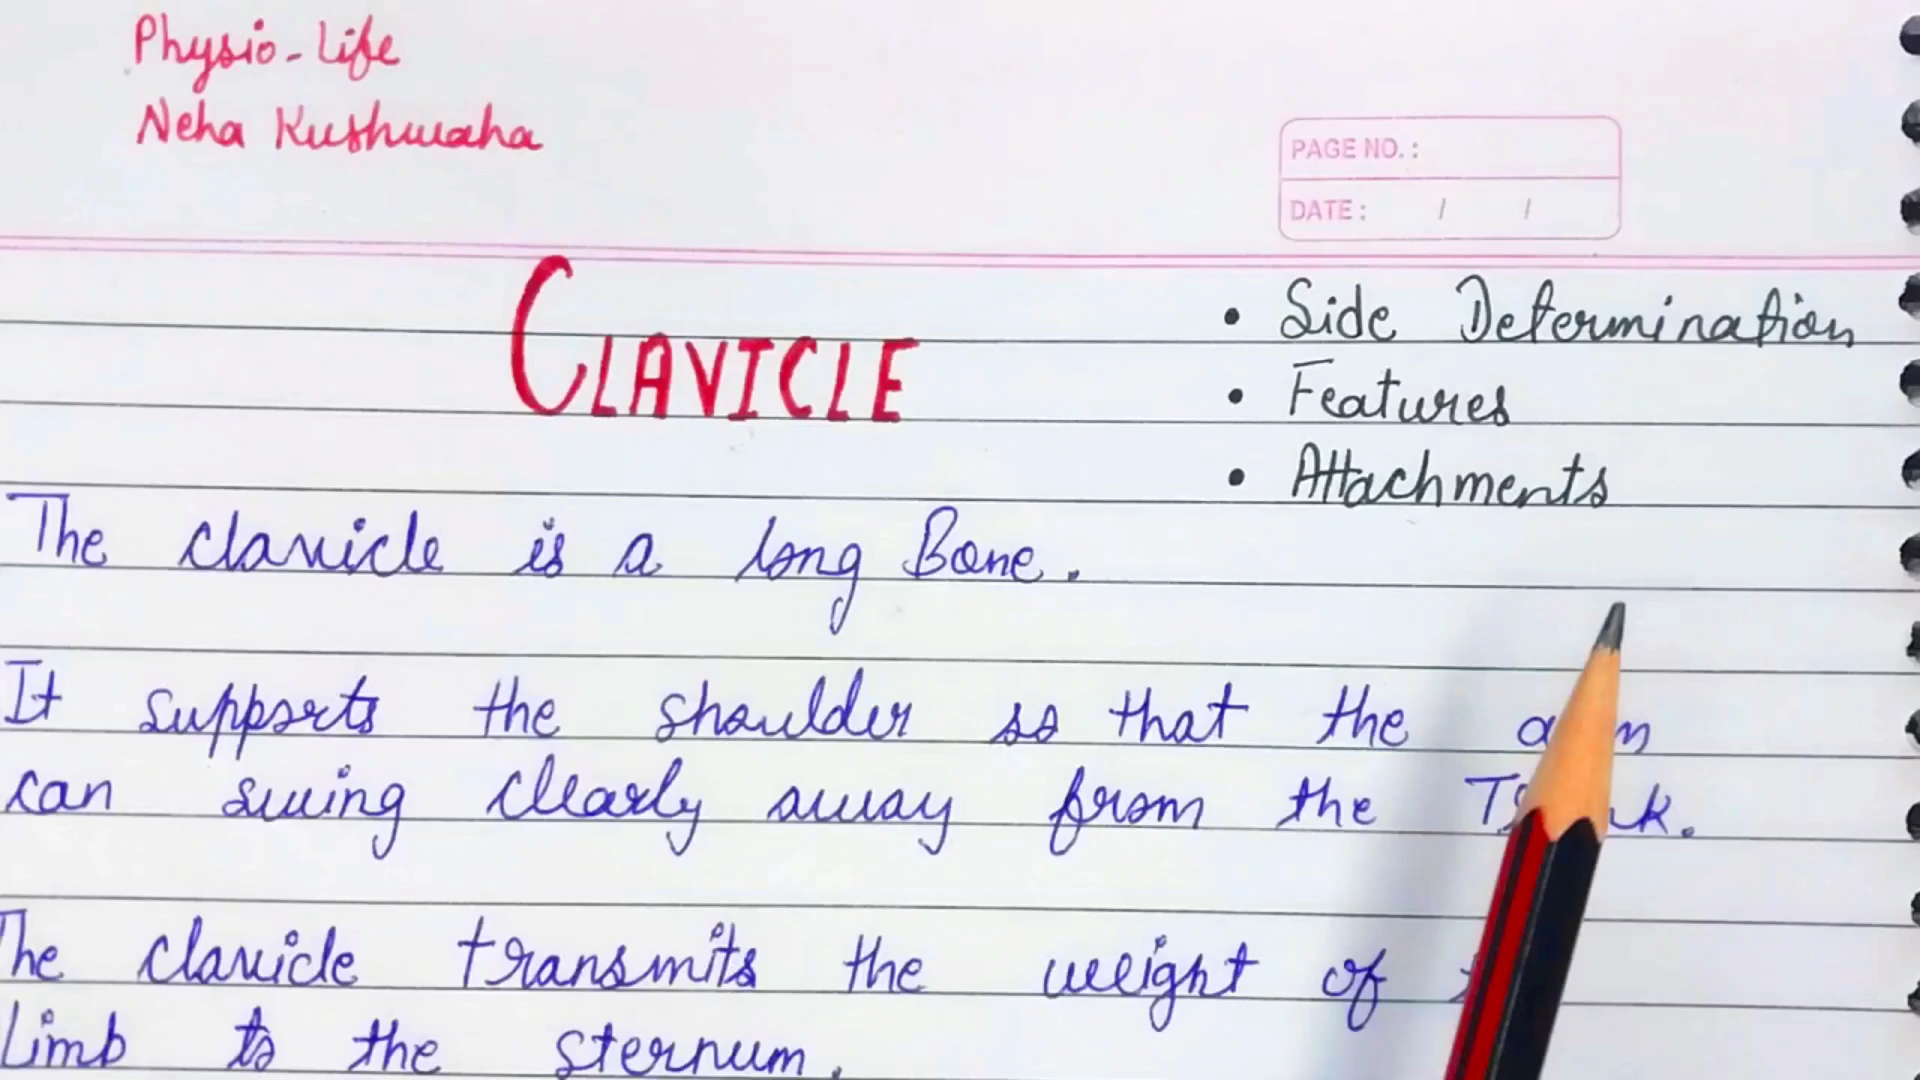 Physio-Life
Neha Kushwaha
PAGE NO. :
DATE : / /
CLAVICLE
• Side Determination
• Features
• Attachments
The clavicle is a long Bone.
It supports the shoulder so that the
can swing clearly away from the
The clavicle transmits the weight of
Limb to the sternum.